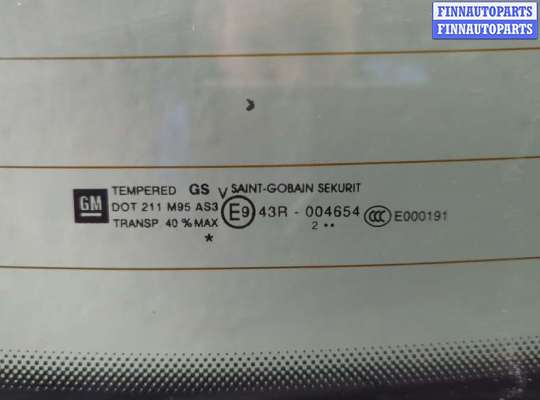 FINNAUTOPARTS
FINNAUTOPARTS
GM
TEMPERED GS V SAINT-GOBAIN SEKURIT
DOT 211 M95 AS3 E9 43R - 004654 CCC E000191
TRANSP. 40 % MAX 2 ••
*